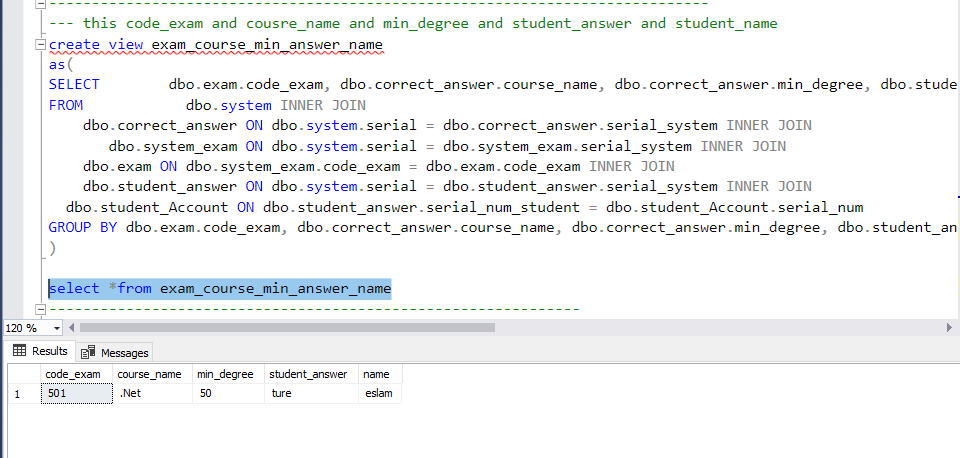 ----------------------------------------------------------------------------
--- this code_exam and cousre_name and min_degree and student_answer and student_name
create view exam_course_min_answer_name
as(
SELECT dbo.exam.code_exam, dbo.correct_answer.course_name, dbo.correct_answer.min_degree, dbo.stude
FROM dbo.system INNER JOIN
dbo.correct_answer ON dbo.system.serial = dbo.correct_answer.serial_system INNER JOIN
dbo.system_exam ON dbo.system.serial = dbo.system_exam.serial_system INNER JOIN
dbo.exam ON dbo.system_exam.code_exam = dbo.exam.code_exam INNER JOIN
dbo.student_answer ON dbo.system.serial = dbo.student_answer.serial_system INNER JOIN
dbo.student_Account ON dbo.student_answer.serial_num_student = dbo.student_Account.serial_num
GROUP BY dbo.exam.code_exam, dbo.correct_answer.course_name, dbo.correct_answer.min_degree, dbo.student_an
)
select *from exam_course_min_answer_name
-------------------------------------------------------------
120 %
Results Messages
code_exam course_name min_degree student_answer name
1 501 .Net 50 ture eslam